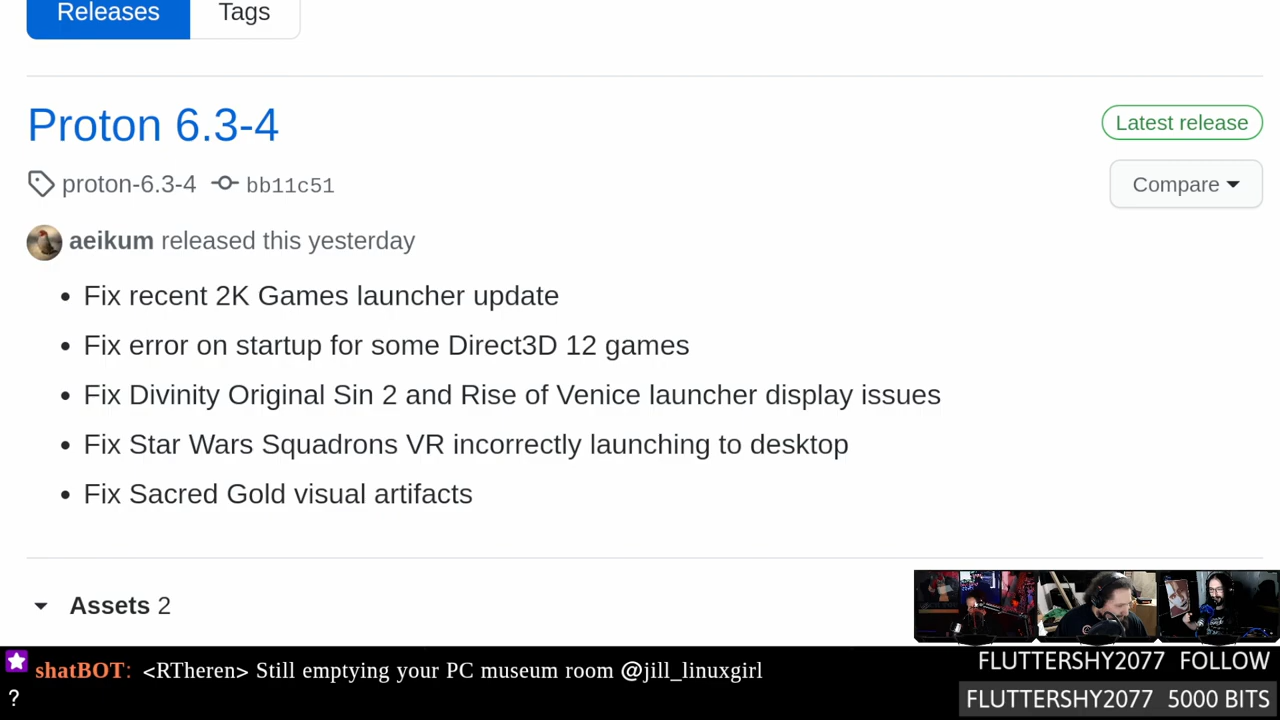 Releases Tags
Proton 6.3-4
Latest release
proton-6.3-4 bb11c51
Compare
aeikum released this yesterday
• Fix recent 2K Games launcher update
• Fix error on startup for some Direct3D 12 games
• Fix Divinity Original Sin 2 and Rise of Venice launcher display issues
• Fix Star Wars Squadrons VR incorrectly launching to desktop
• Fix Sacred Gold visual artifacts
Assets 2
shatBOT: <RTheren> Still emptying your PC museum room @jill_linuxgirl
?
FLUTTERSHY2077 FOLLOW
FLUTTERSHY2077 5000 BITS